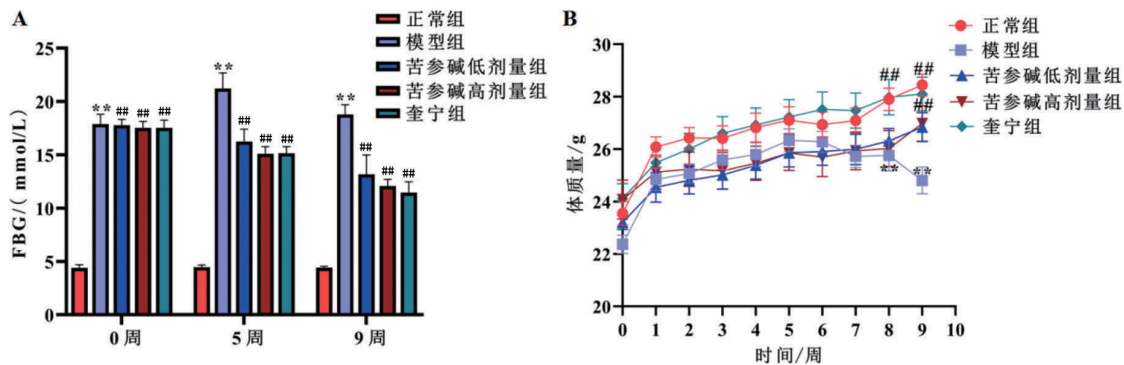 A
正常组
模型组
苦参碱低剂量组
苦参碱高剂量组
奎宁组
FBG/( mmol/L)
25
20
15
10
5
0
** ## ## ##
** ## ## ##
** ## ## ##
0 周
5 周
9 周
B
正常组
模型组
苦参碱低剂量组
苦参碱高剂量组
奎宁组
体质量/g
30
28
26
24
22
20
## ##
##
** **
0 1 2 3 4 5 6 7 8 9 10
时间/周